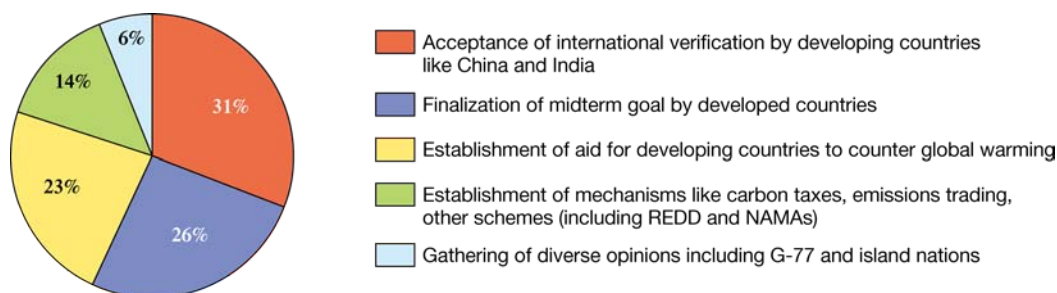 6%
14%
31%
23%
26%
Acceptance of international verification by developing countries
like China and India
Finalization of midterm goal by developed countries
Establishment of aid for developing countries to counter global warming
Establishment of mechanisms like carbon taxes, emissions trading,
other schemes (including REDD and NAMAs)
Gathering of diverse opinions including G-77 and island nations